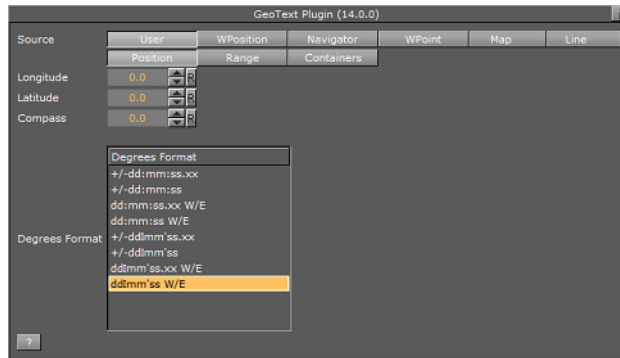 GeoText Plugin (14.0.0)
Source User WPosition Navigator WPoint Map Line
Position Range Containers
Longitude 0.0 R
Latitude 0.0 R
Compass 0.0 R
Degrees Format
+/-dd:mm:ss.xx
+/-dd:mm:ss
dd:mm:ss.xx W/E
dd:mm:ss W/E
Degrees Format +/-ddImm'ss.xx
+/-ddImm'ss
ddImm'ss.xx W/E
ddImm'ss W/E
?